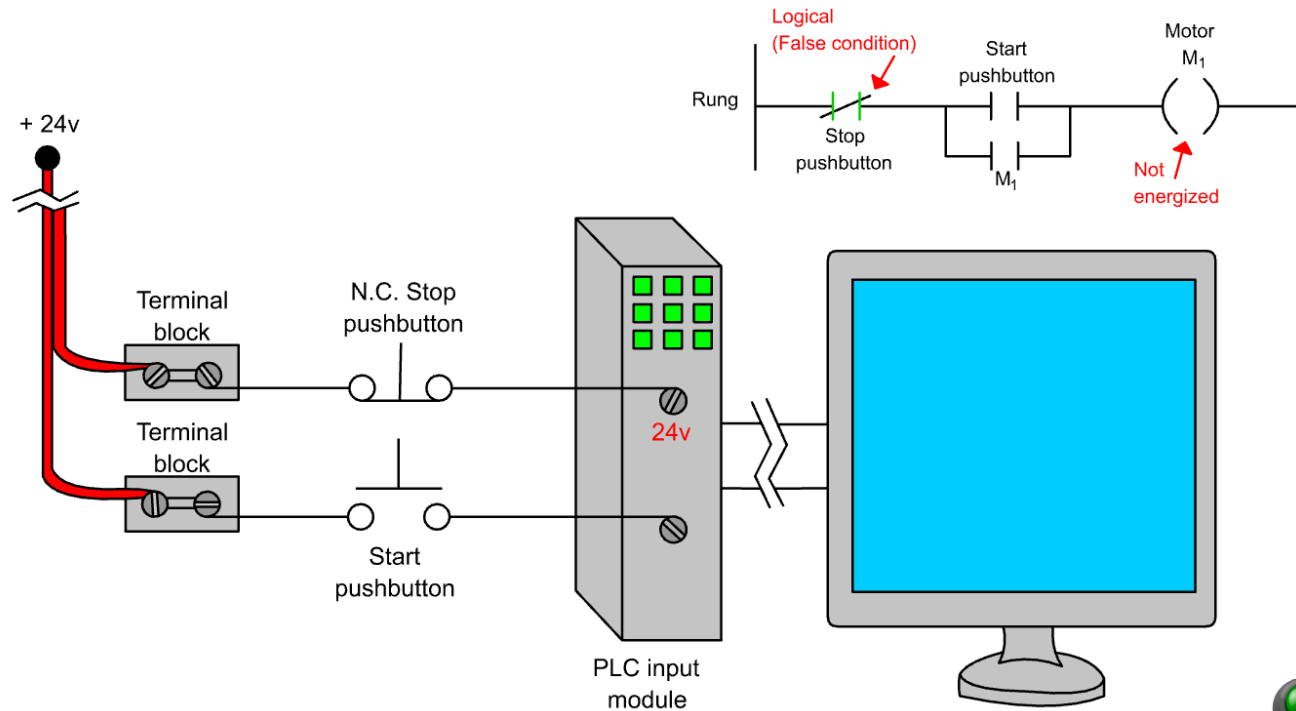 Logical
(False condition)
Start
pushbutton
Motor
M₁
Rung
Stop
pushbutton
M₁
Not
energized
+ 24v
Terminal
block
N.C. Stop
pushbutton
24v
Terminal
block
Start
pushbutton
PLC input
module